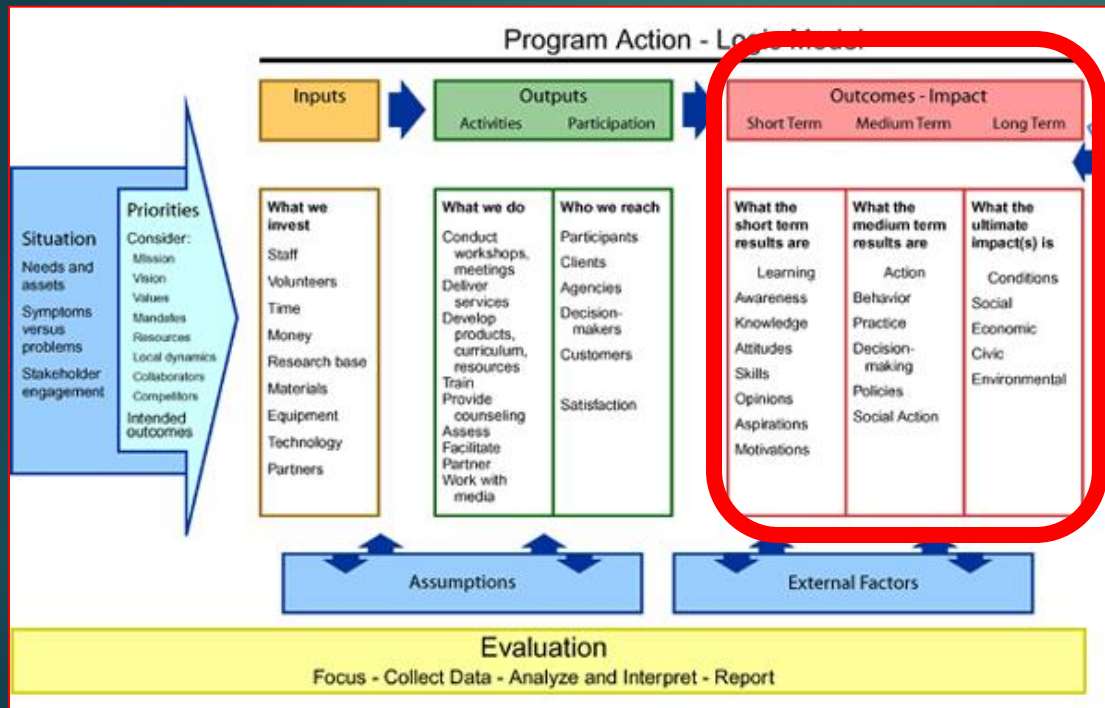 Program Action - Logic Model
Inputs
Outputs
Activities Participation
Outcomes - Impact
Short Term Medium Term Long Term
Situation
Needs and
assets
Symptoms
versus
problems
Stakeholder
engagement
Priorities
Consider:
Mission
Vision
Values
Mandates
Resources
Local dynamics
Collaborators
Competitors
Intended
outcomes
What we
invest
Staff
Volunteers
Time
Money
Research base
Materials
Equipment
Technology
Partners
What we do
Conduct
workshops,
meetings
Deliver
services
Develop
products,
curriculum,
resources
Train
Provide
counseling
Assess
Facilitate
Partner
Work with
media
Who we reach
Participants
Clients
Agencies
Decision-
makers
Customers
Satisfaction
What the
short term
results are
Learning
Awareness
Knowledge
Attitudes
Skills
Opinions
Aspirations
Motivations
What the
medium term
results are
Action
Behavior
Practice
Decision-
making
Policies
Social Action
What the
ultimate
impact(s) is
Conditions
Social
Economic
Civic
Environmental
Assumptions
External Factors
Evaluation
Focus - Collect Data - Analyze and Interpret - Report